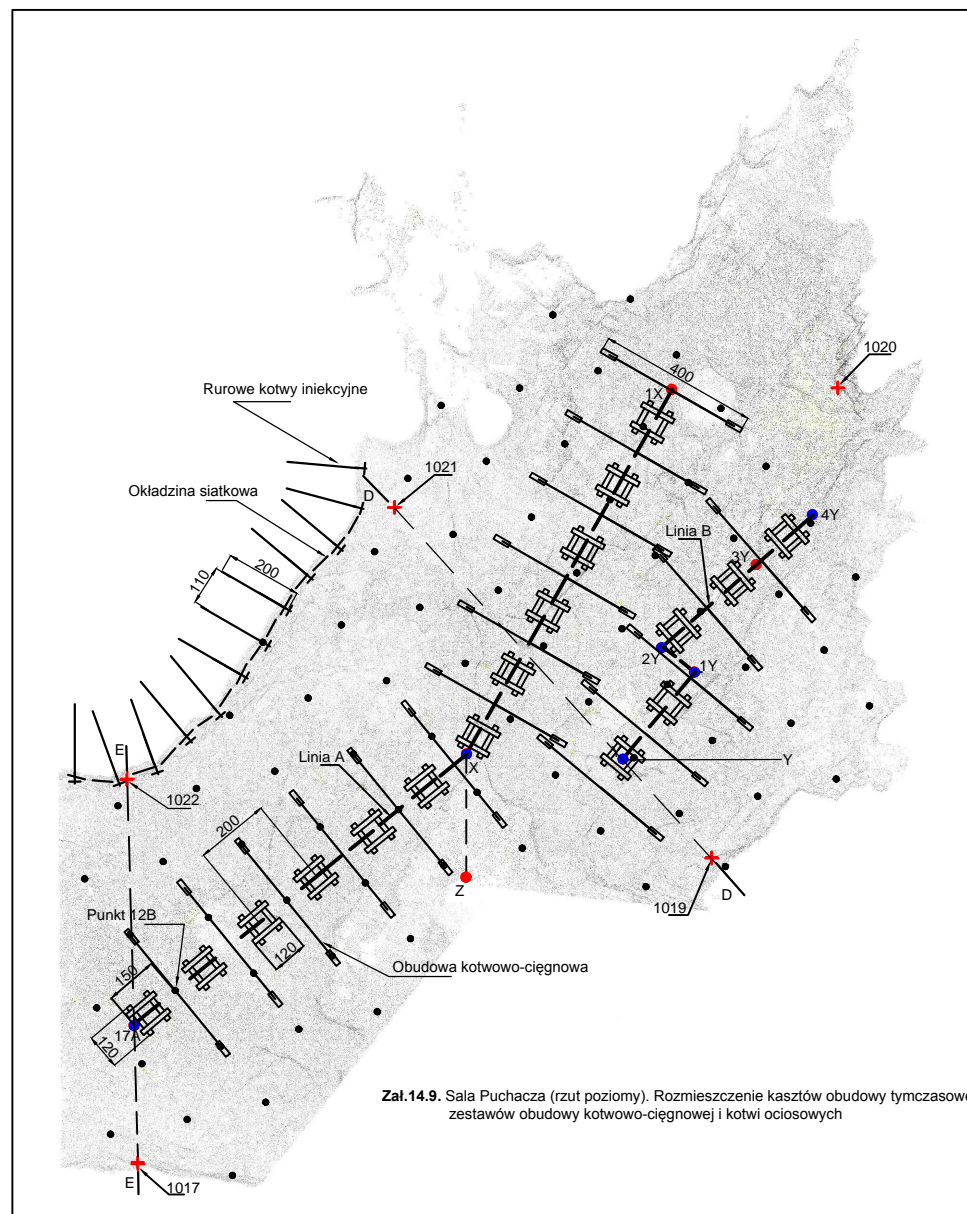 1020
400
1X
Rurowe kotwy iniekcyjne
1021
Okładzina siatkowa
D
4Y
Linia B
3Y
200
110
2Y
1Y
E
Linia A
X
Y
1022
200
Z
1019
D
Punkt 12B
120
Obudowa kotwowo-cięgnowa
150
17A
120
Zał.14.9. Sala Puchacza (rzut poziomy). Rozmieszczenie kasztów obudowy tymczasowe
zestawów obudowy kotwowo-cięgnowej i kotwi ociosowych
E
1017